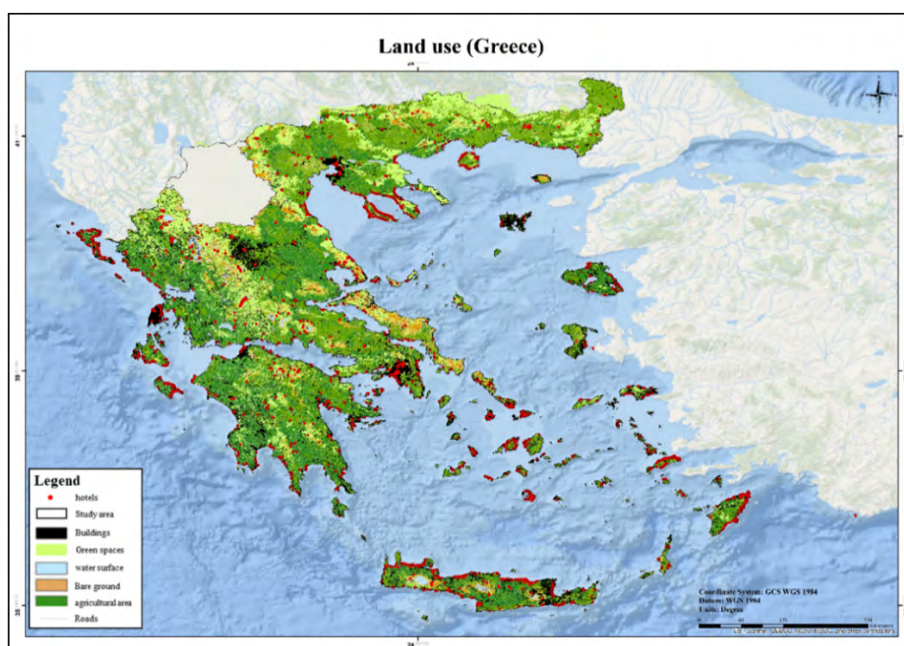 Land use (Greece)
Legend
hotels
Study area
Buildings
Green spaces
water surface
Bare ground
agricultural area
Roads
Coordinate System: GCS WGS 1984
Datum: WGS 1984
Units: Degree